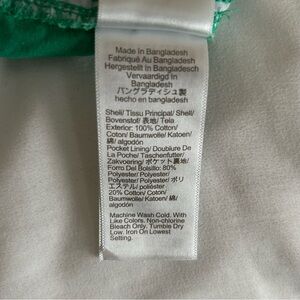 Made In Bangladesh
Fabriqué Au Bangladesh
Hergestellt In Bangladesch
Vervaardigd In
Bangladesh
バングラディシュ製
hecho en bangladesh
Shell/ Tissu Principal/ Shell/
Bovenstof/ 表地/ Tela
Exterior: 100% Cotton/
Coton/ Baumwolle/ Katoen/
綿/ algodón
Pocket Lining/ Doublure De
La Poche/ Taschenfutter/
Zakvoering/ ポケット裏地/
Forro Del Bolsillo: 80%
Polyester/ Polyester/
Polyester/ Polyester/ ポリ
エステル/ poliéster
20% Cotton/ Coton/
Baumwolle/ Katoen/ 綿/
algodón
Machine Wash Cold. With
Like Colors. Non-chlorine
Bleach Only. Tumble Dry
Low. Iron On Lowest
Setting.